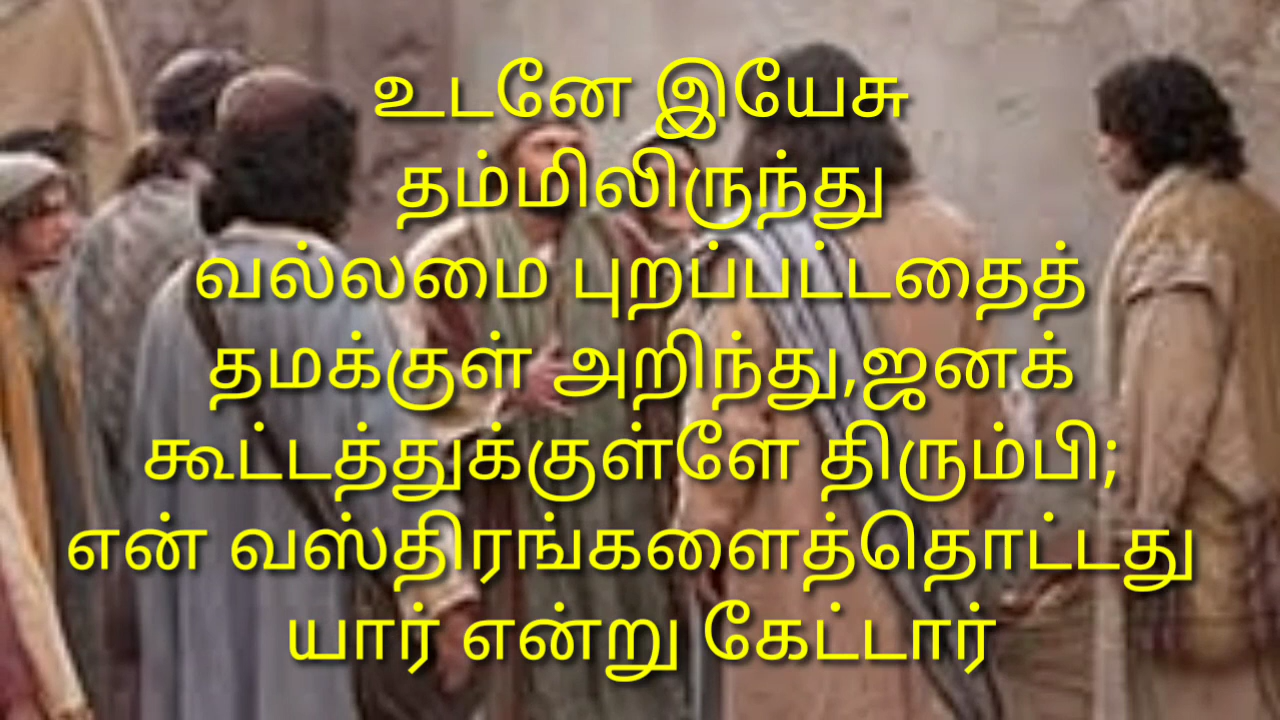 உடனே இயேசு
தம்மிலிருந்து
வல்லமை புறப்பட்டதைத்
தமக்குள் அறிந்து,ஜனக்
கூட்டத்துக்குள்ளே திரும்பி;
என் வஸ்திரங்களைத்தொட்டது
யார் என்று கேட்டார்